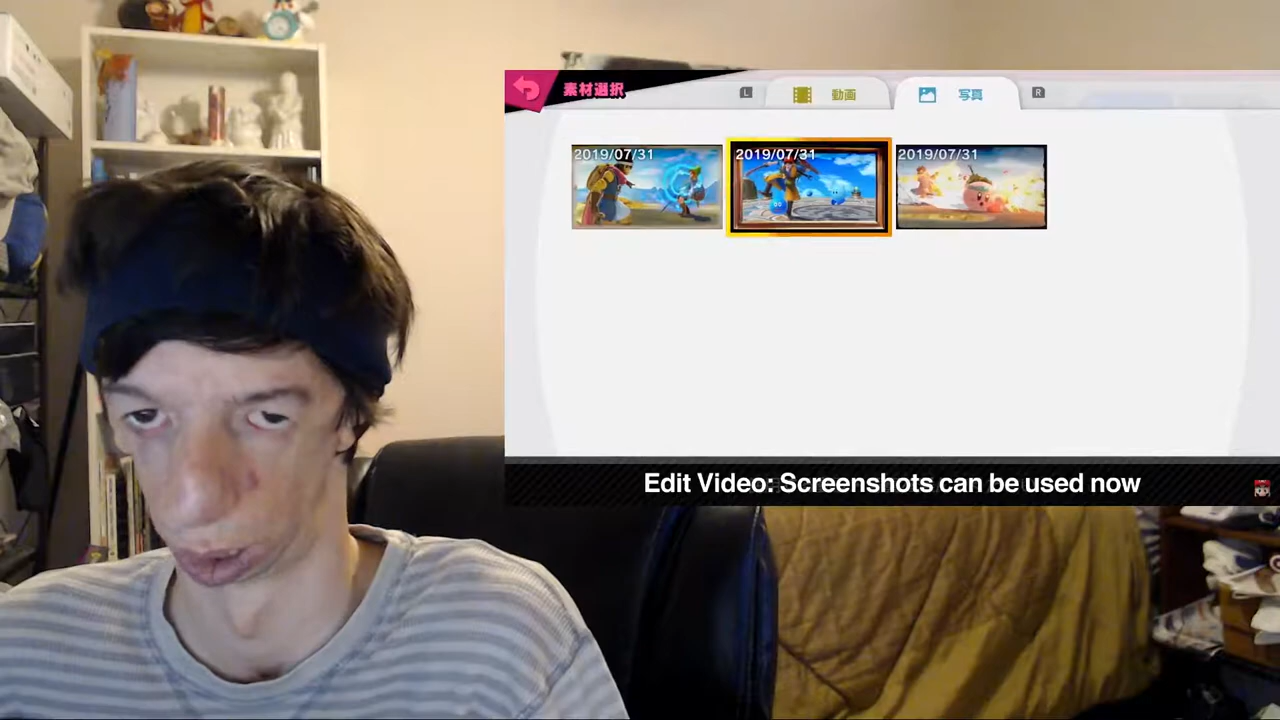 素材選択
L
動画
写真
R
2019/07/31
2019/07/31
2019/07/31
Edit Video: Screenshots can be used now